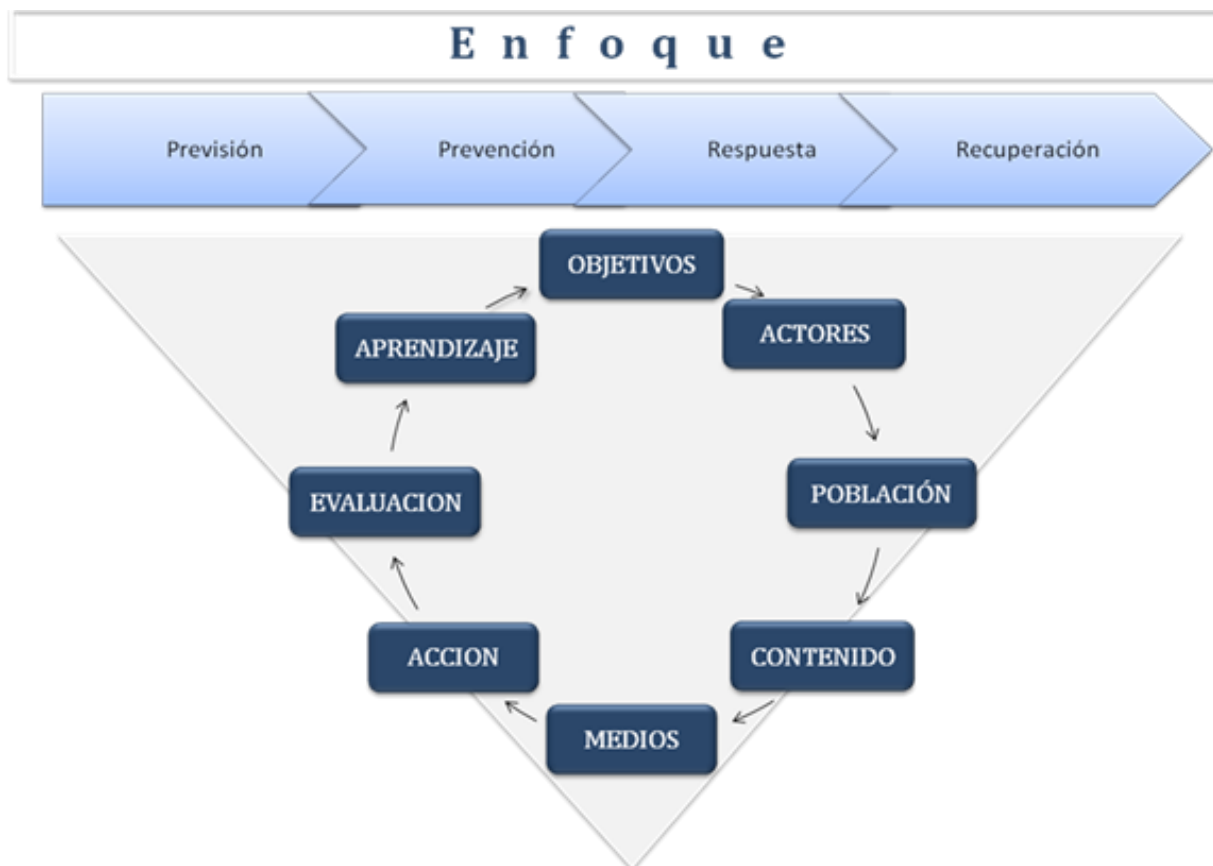 E n f o q u e
Previsión
Prevención
Respuesta
Recuperación
OBJETIVOS
ACTORES
POBLACIÓN
CONTENIDO
MEDIOS
ACCION
EVALUACION
APRENDIZAJE